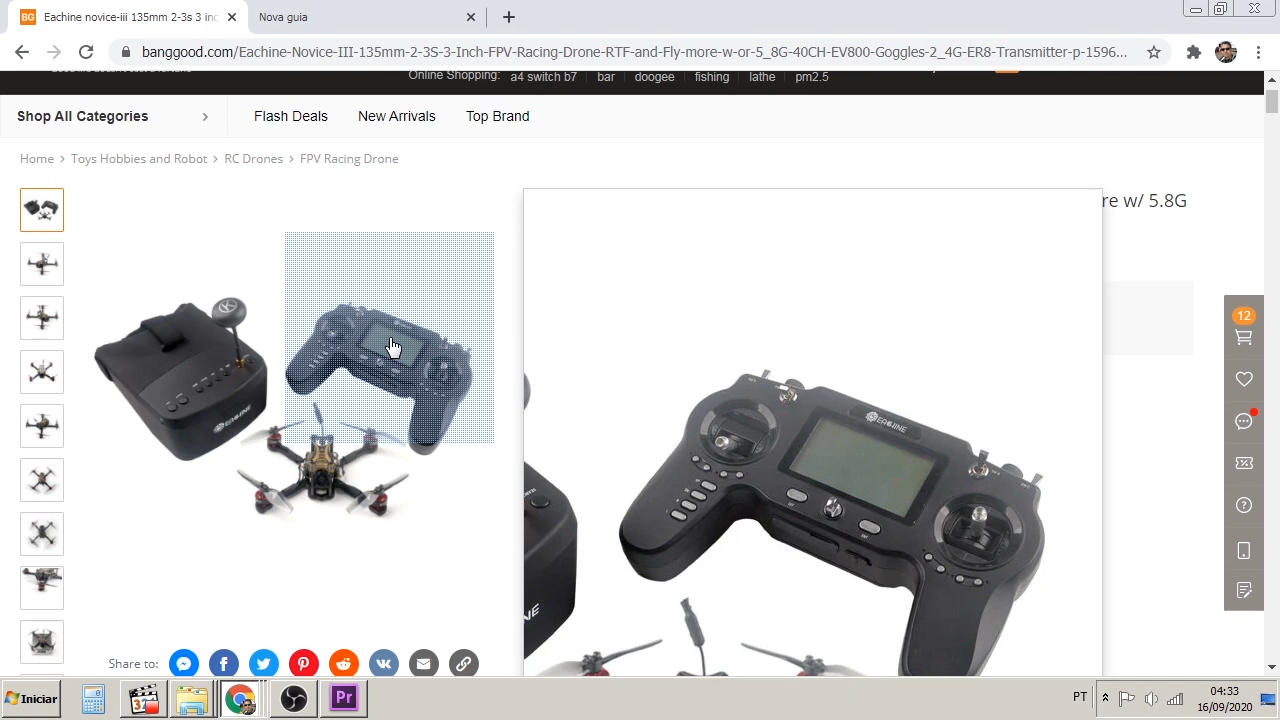 Eachine novice-iii 135mm 2-3s 3 inc
Nova guia
banggood.com/Eachine-Novice-III-135mm-2-3S-3-Inch-FPV-Racing-Drone-RTF-and-Fly-more-w-or-5_8G-40CH-EV800-Goggles-2_4G-ER8-Transmitter-p-1596...
Online Shopping: a4 switch b7 bar doogee fishing lathe pm2.5
Shop All Categories Flash Deals New Arrivals Top Brand
Home > Toys Hobbies and Robot > RC Drones > FPV Racing Drone
re w/ 5.8G
12
EACHINE
EACHINE
Share to:
Iniciar
Pr
PT
04:33
16/09/2020